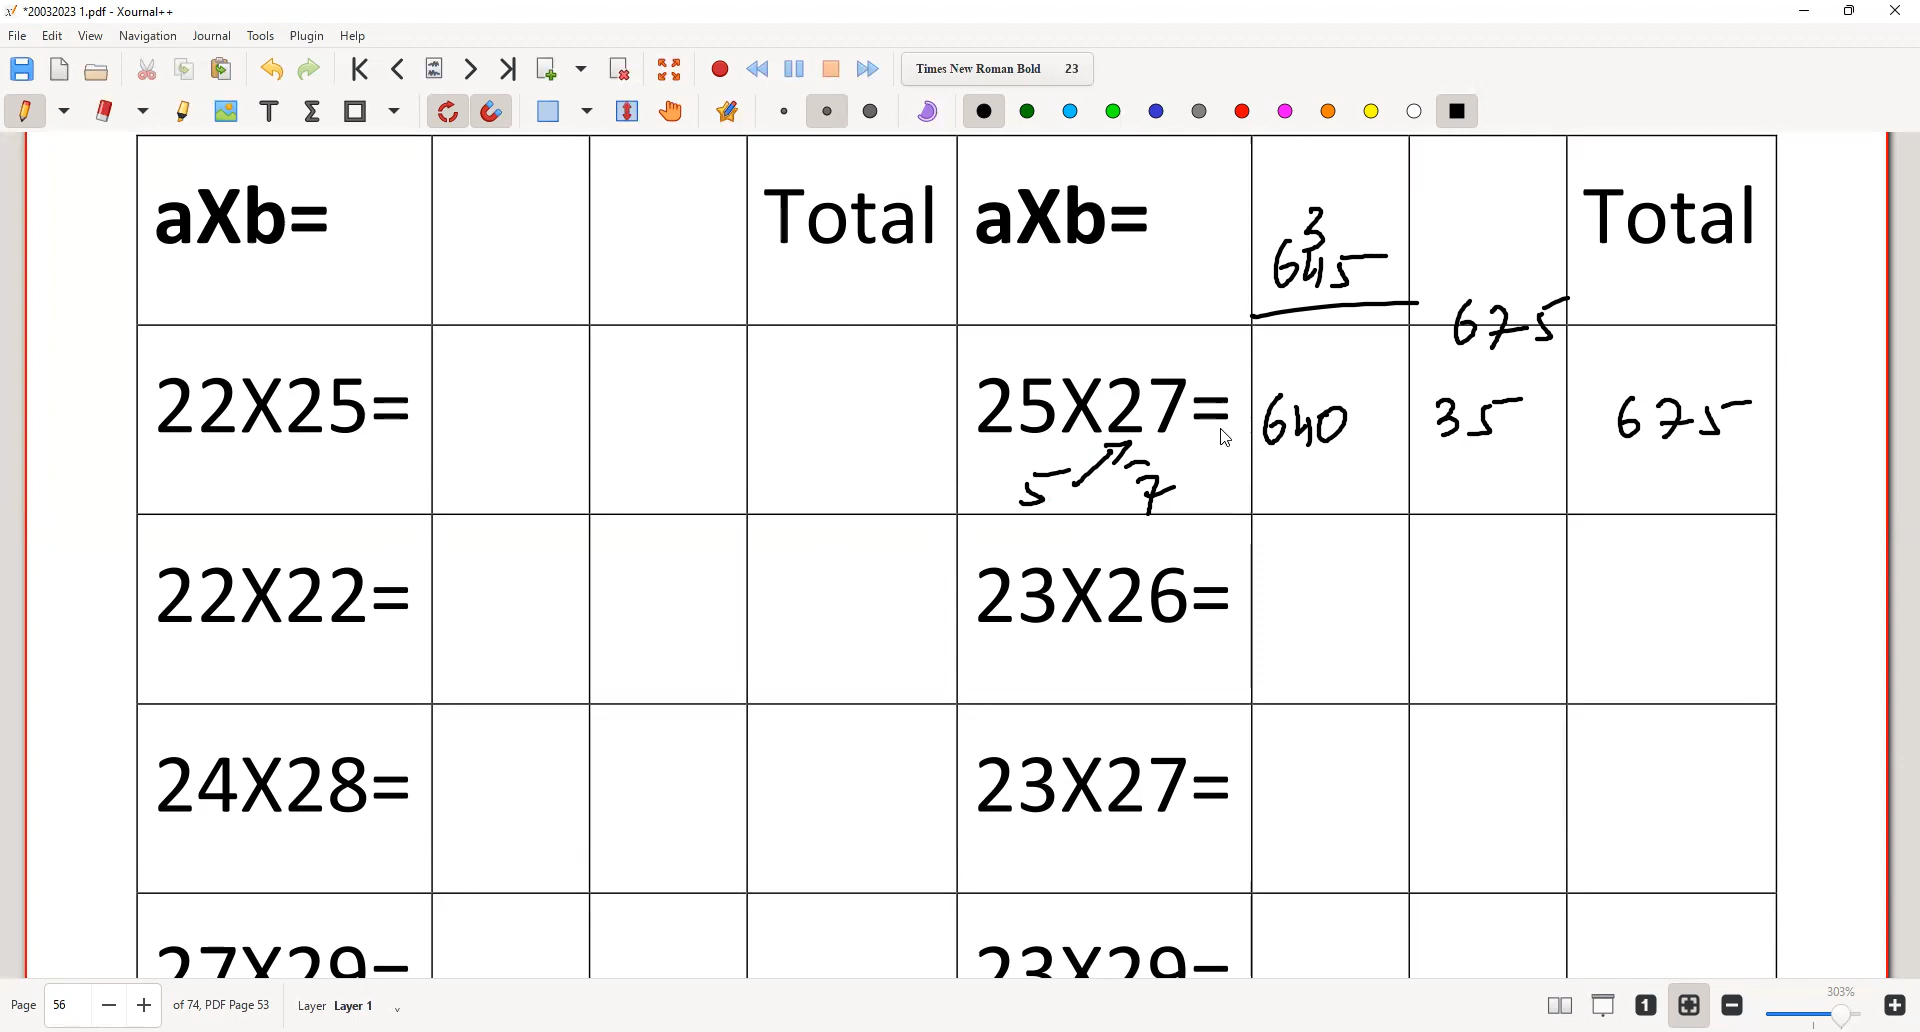 *20032023 1.pdf - Xournal++
File Edit View Navigation Journal Tools Plugin Help
Times New Roman Bold 23
aXb= Total aXb= Total
3
645
675
22X25= 25X27= 640 35 675
5 7
22X22= 23X26=
24X28= 23X27=
27X29= 23X29=
Page 56 of 74, PDF Page 53 Layer Layer 1 303%